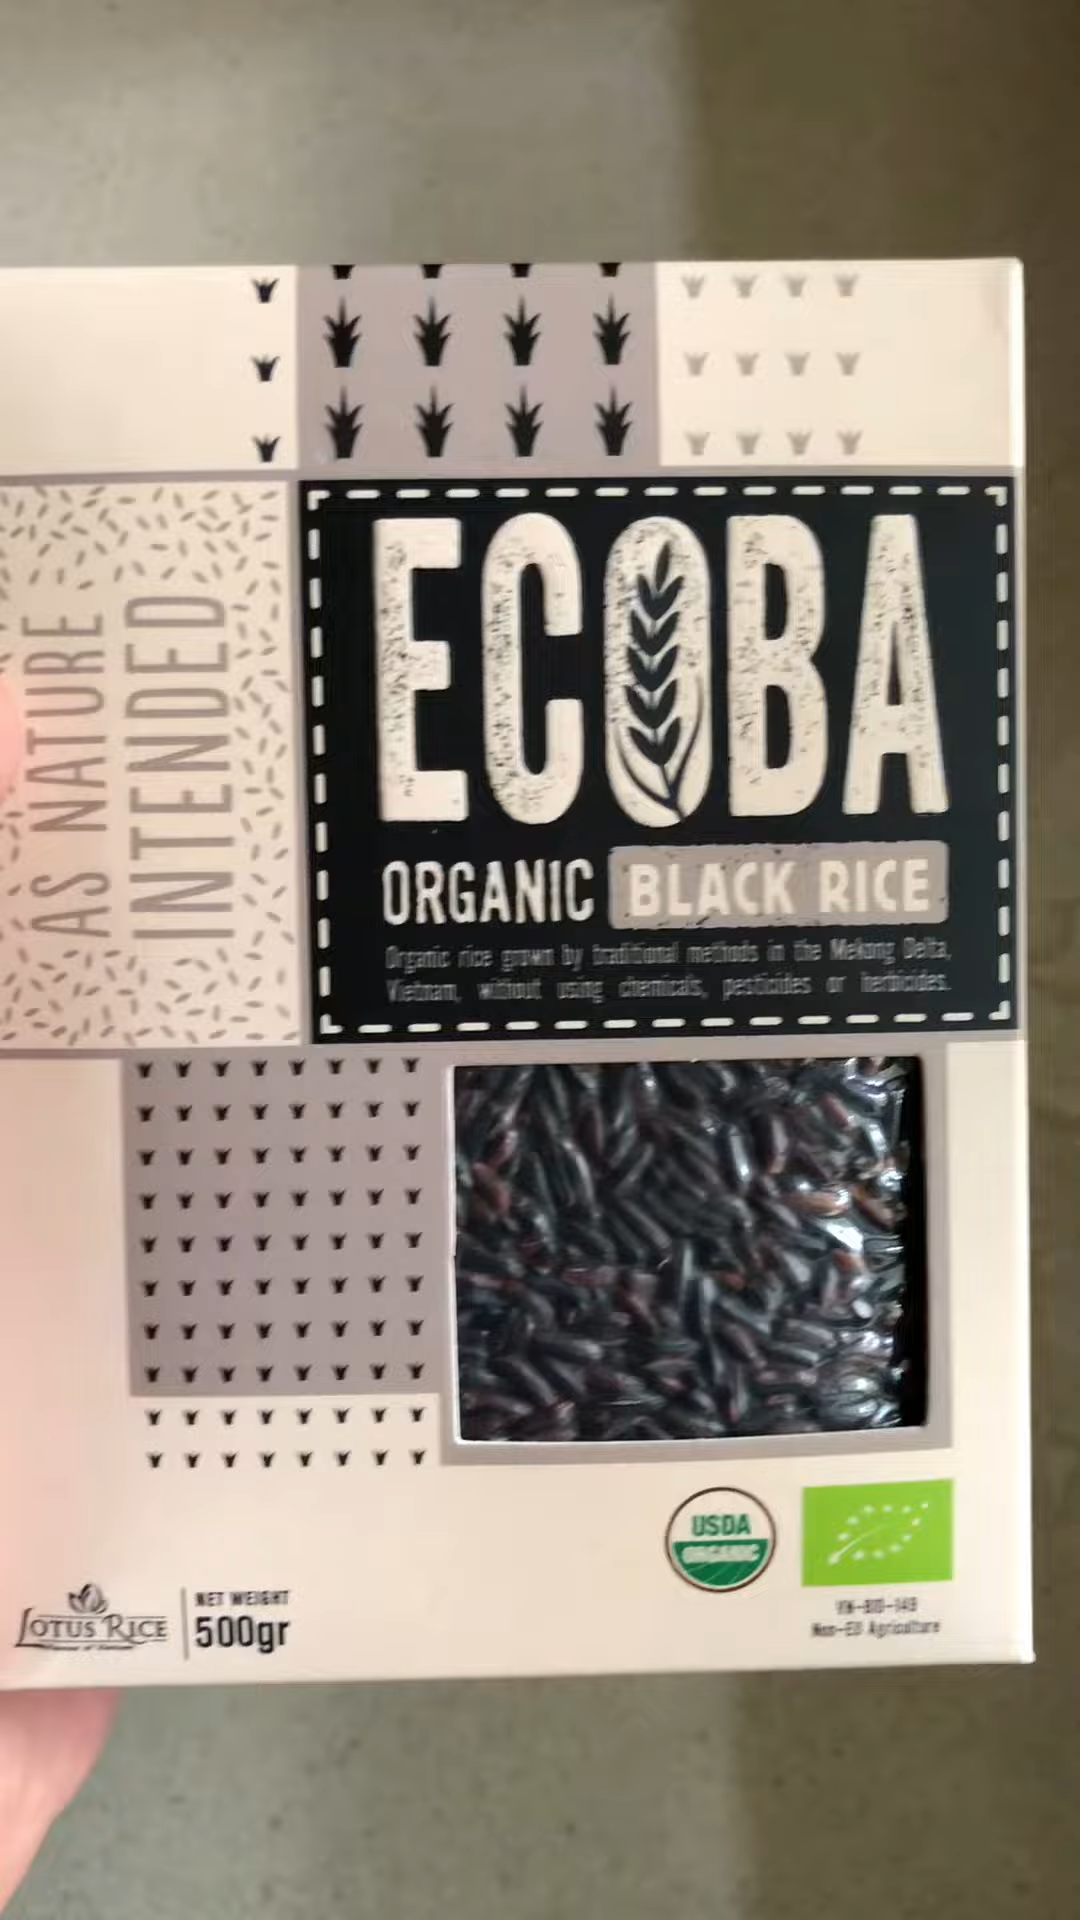 AS NATURE
INTENDED
ECOBA
ORGANIC BLACK RICE
Organic rice grown by traditional methods in the Mekong Delta,
Vietnam, without using chemicals, pesticides or herbicides.
USDA
ORGANIC
LOTUS RICE
NET WEIGHT
500gr
VN-BIO-149
Non-EU Agriculture